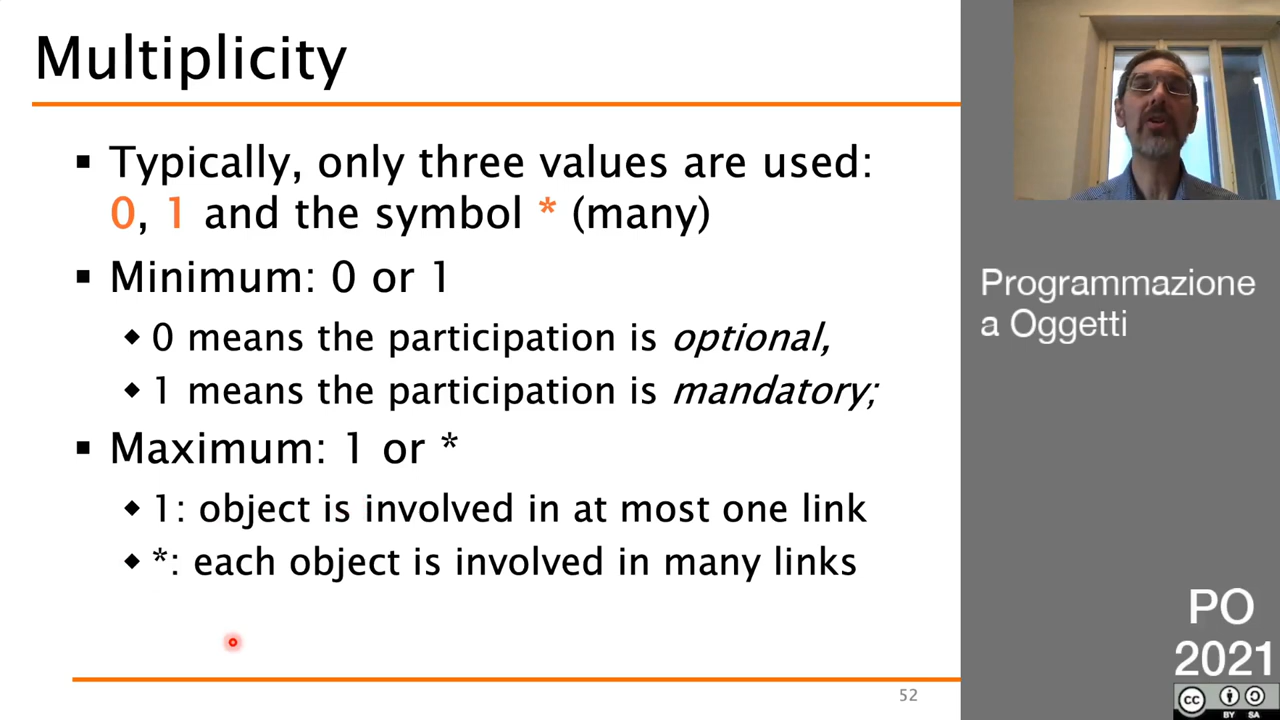 Multiplicity
▪ Typically, only three values are used:
0, 1 and the symbol * (many)
▪ Minimum: 0 or 1
◆ 0 means the participation is optional,
◆ 1 means the participation is mandatory;
▪ Maximum: 1 or *
◆ 1: object is involved in at most one link
◆ *: each object is involved in many links
52
Programmazione
a Oggetti
PO
2021
cc
BY SA